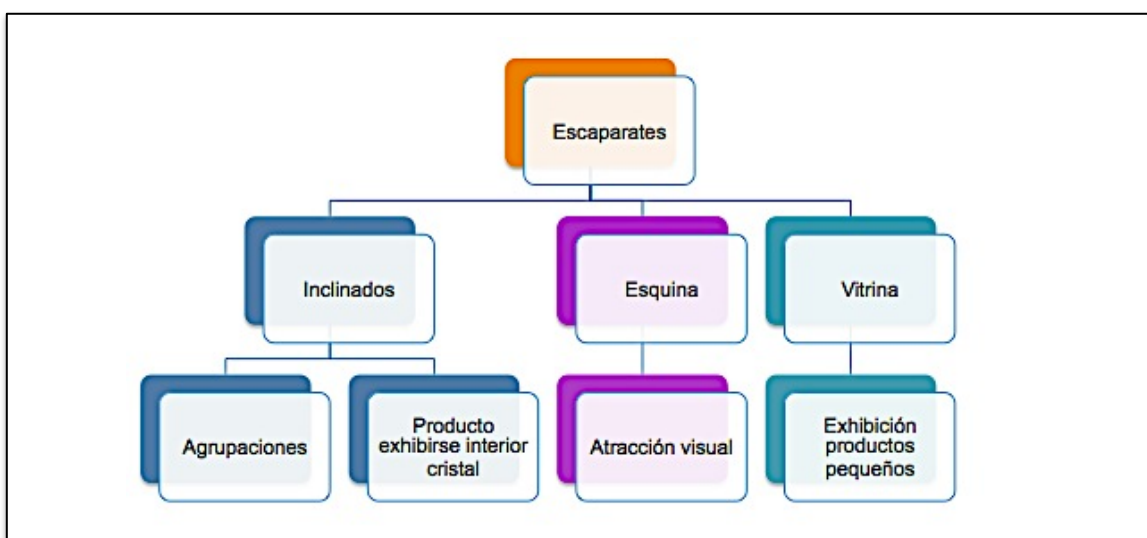 Escaparates
Inclinados
Esquina
Vitrina
Agrupaciones
Producto
exhibirse interior
cristal
Atracción visual
Exhibición
productos
pequeños